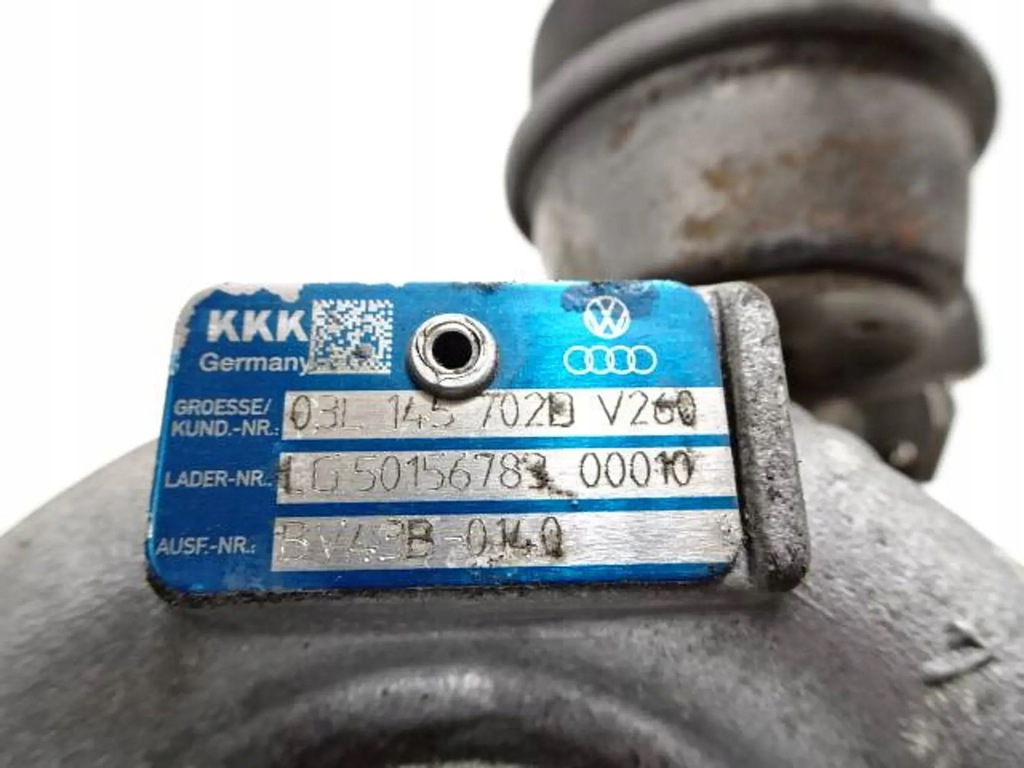 KKK
Germany
GROESSE/
KUND.-NR.: 03L 145 702D V260
LADER-NR.: LG 50156783 00010
AUSF.-NR.: BV43B-0140